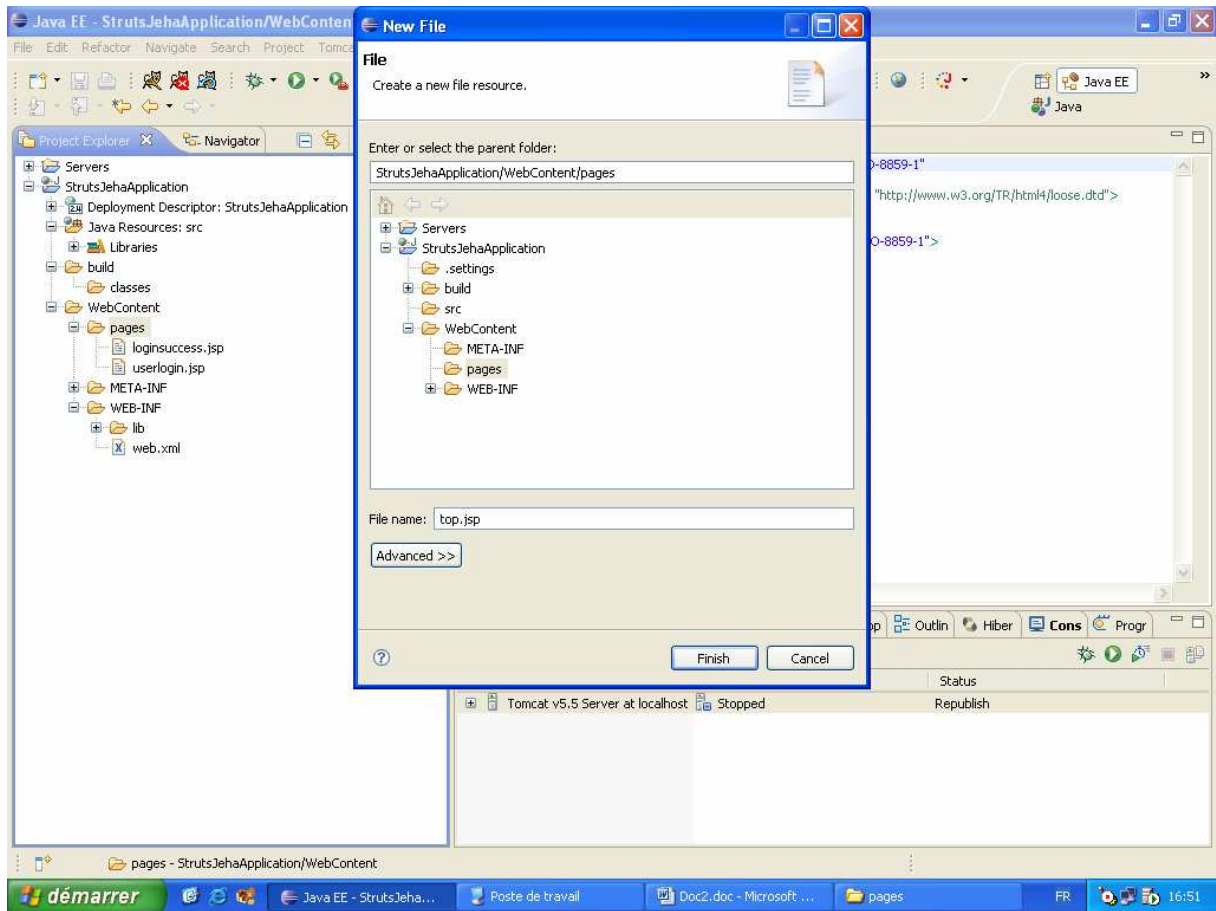 Java EE - StrutsJehaApplication/WebConten
File Edit Refactor Navigate Search Project Tomca
Java EE
»
Java
Project Explorer
Navigator
Servers
StrutsJehaApplication
Deployment Descriptor: StrutsJehaApplication
Java Resources: src
Libraries
build
classes
WebContent
pages
loginsuccess.jsp
userlogin.jsp
META-INF
WEB-INF
lib
web.xml
New File
File
Create a new file resource.
Enter or select the parent folder:
StrutsJehaApplication/WebContent/pages
Servers
StrutsJehaApplication
.settings
build
src
WebContent
META-INF
pages
WEB-INF
File name: top.jsp
Advanced >>
Finish Cancel
O-8859-1"
"http://www.w3.org/TR/html4/loose.dtd">
O-8859-1">
op Outlin Hiber Cons Progr
Status
Tomcat v5.5 Server at localhost Stopped Republish
pages - StrutsJehaApplication/WebContent
démarrer Java EE - StrutsJeha... Poste de travail Doc2.doc - Microsoft ... pages FR 16:51